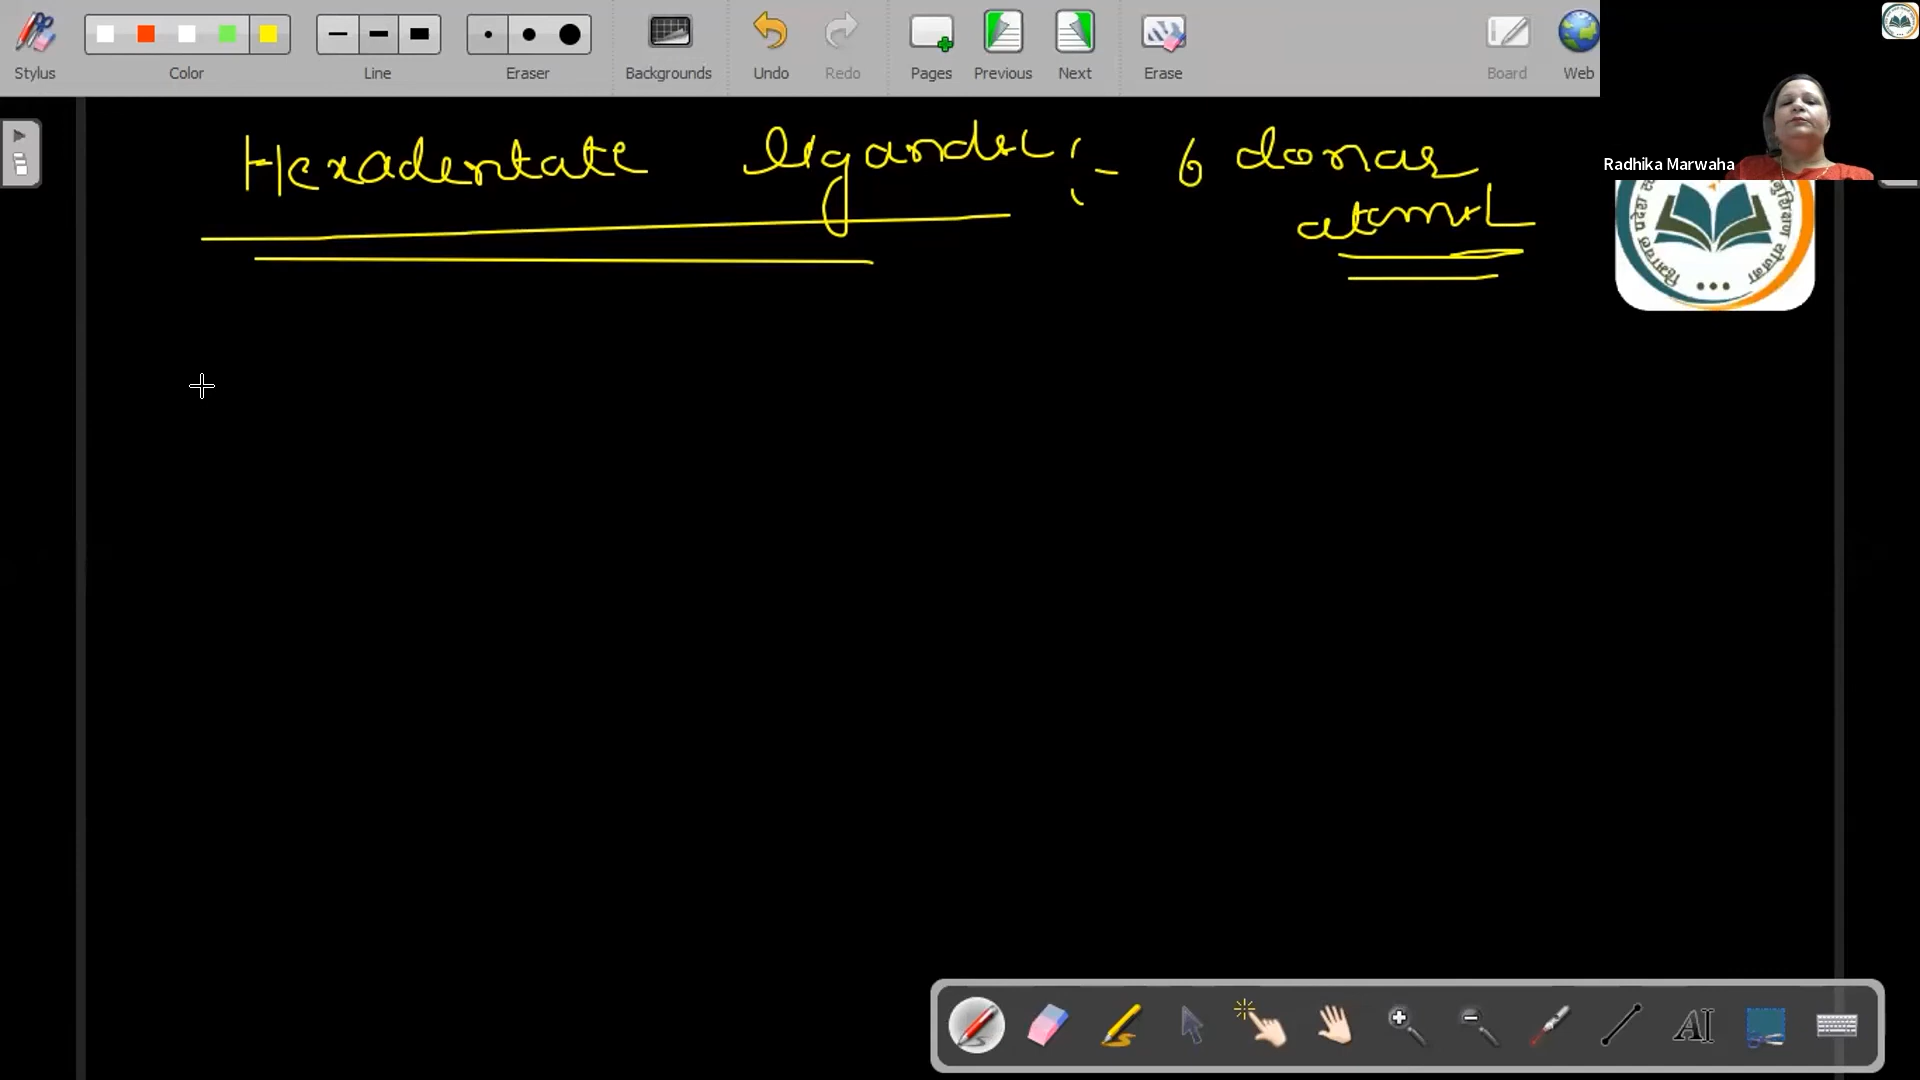 Stylus
Color
Line
Eraser
Backgrounds
Undo
Redo
Pages
Previous
Next
Erase
Board
Web
Radhika Marwaha
Hexadentate ligands :- 6 donar
atoms